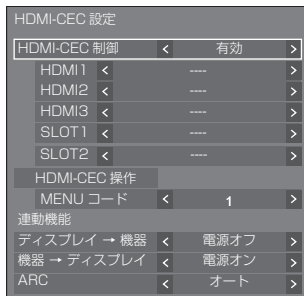 HDMI-CEC 設定
HDMI-CEC 制御 < 有効 >
HDMI1 < ---- >
HDMI2 < ---- >
HDMI3 < ---- >
SLOT1 < ---- >
SLOT2 < ---- >
HDMI-CEC 操作
MENU コード < 1 >
連動機能
ディスプレイ → 機器 < 電源オフ >
機器 → ディスプレイ < 電源オン >
ARC < オート >